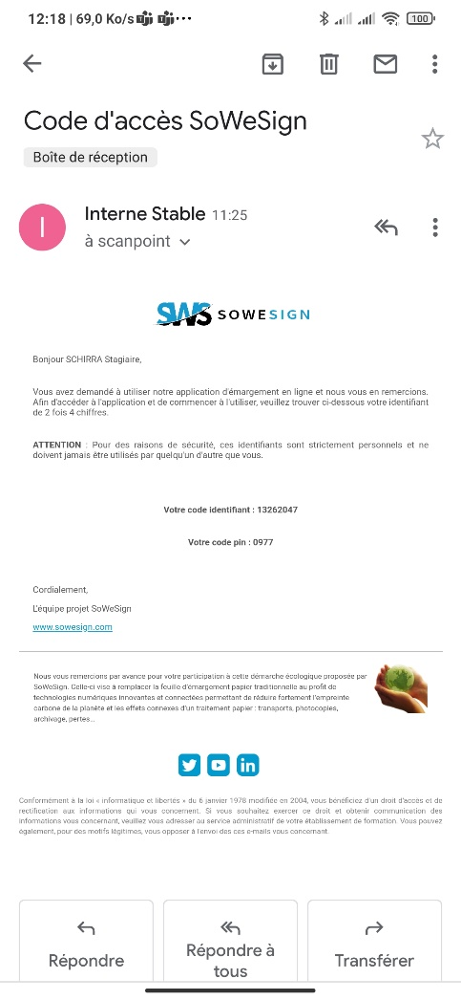 12:18 | 69,0 Ko/s
100
Code d'accès SoWeSign
Boîte de réception
I
Interne Stable 11:25
à scanpoint
SWS SOWESIGN
Bonjour SCHIRRA Stagiaire,
Vous avez demandé à utiliser notre application d'émargement en ligne et nous vous en remercions.
Afin d'accéder à l'application et de commencer à l'utiliser, veuillez trouver ci-dessous votre identifiant
de 2 fois 4 chiffres.
ATTENTION : Pour des raisons de sécurité, ces identifiants sont strictement personnels et ne
doivent jamais être utilisés par quelqu'un d'autre que vous.
Votre code identifiant : 13262047
Votre code pin : 0977
Cordialement,
L'équipe projet SoWeSign
www.sowesign.com
Nous vous remercions par avance pour votre participation à cette démarche écologique proposée par
SoWeSign. Celle-ci vise à remplacer la feuille d'émargement papier traditionnelle au profit de
technologies numériques innovantes et connectées permettant de réduire fortement l'empreinte
carbone de la planète et les effets connexes d'un traitement papier : transports, photocopies,
archivage, pertes...
Conformément à la loi « informatique et libertés » du 6 janvier 1978 modifiée en 2004, vous bénéficiez d'un droit d'accès et de
rectification aux informations qui vous concernent. Si vous souhaitez exercer ce droit et obtenir communication des
informations vous concernant, veuillez vous adresser au service administratif de votre établissement de formation. Vous pouvez
également, pour des motifs légitimes, vous opposer à l'envoi des ces e-mails vous concernant.
Répondre
Répondre à
tous
Transférer